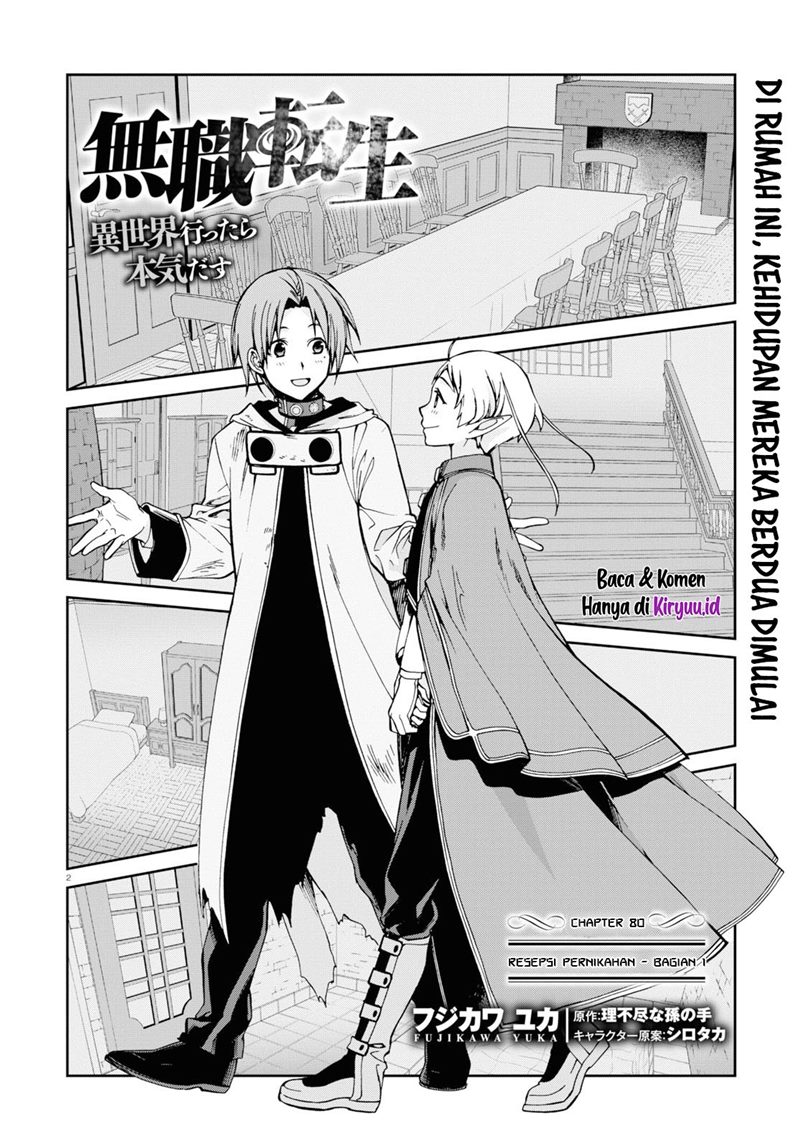 無職転生
異世界行ったら
本気だす
DI RUMAH INI, KEHIDUPAN MEREKA BERDUA DIMULAI
Baca & Komen
Hanya di Kiryuu.id
2
CHAPTER 80
RESEPSI PERNIKAHAN - BAGIAN 1
フジカワ ユカ
FUJIKAWA YUKA
原作:理不尽な孫の手
キャラクター原案:シロタカ